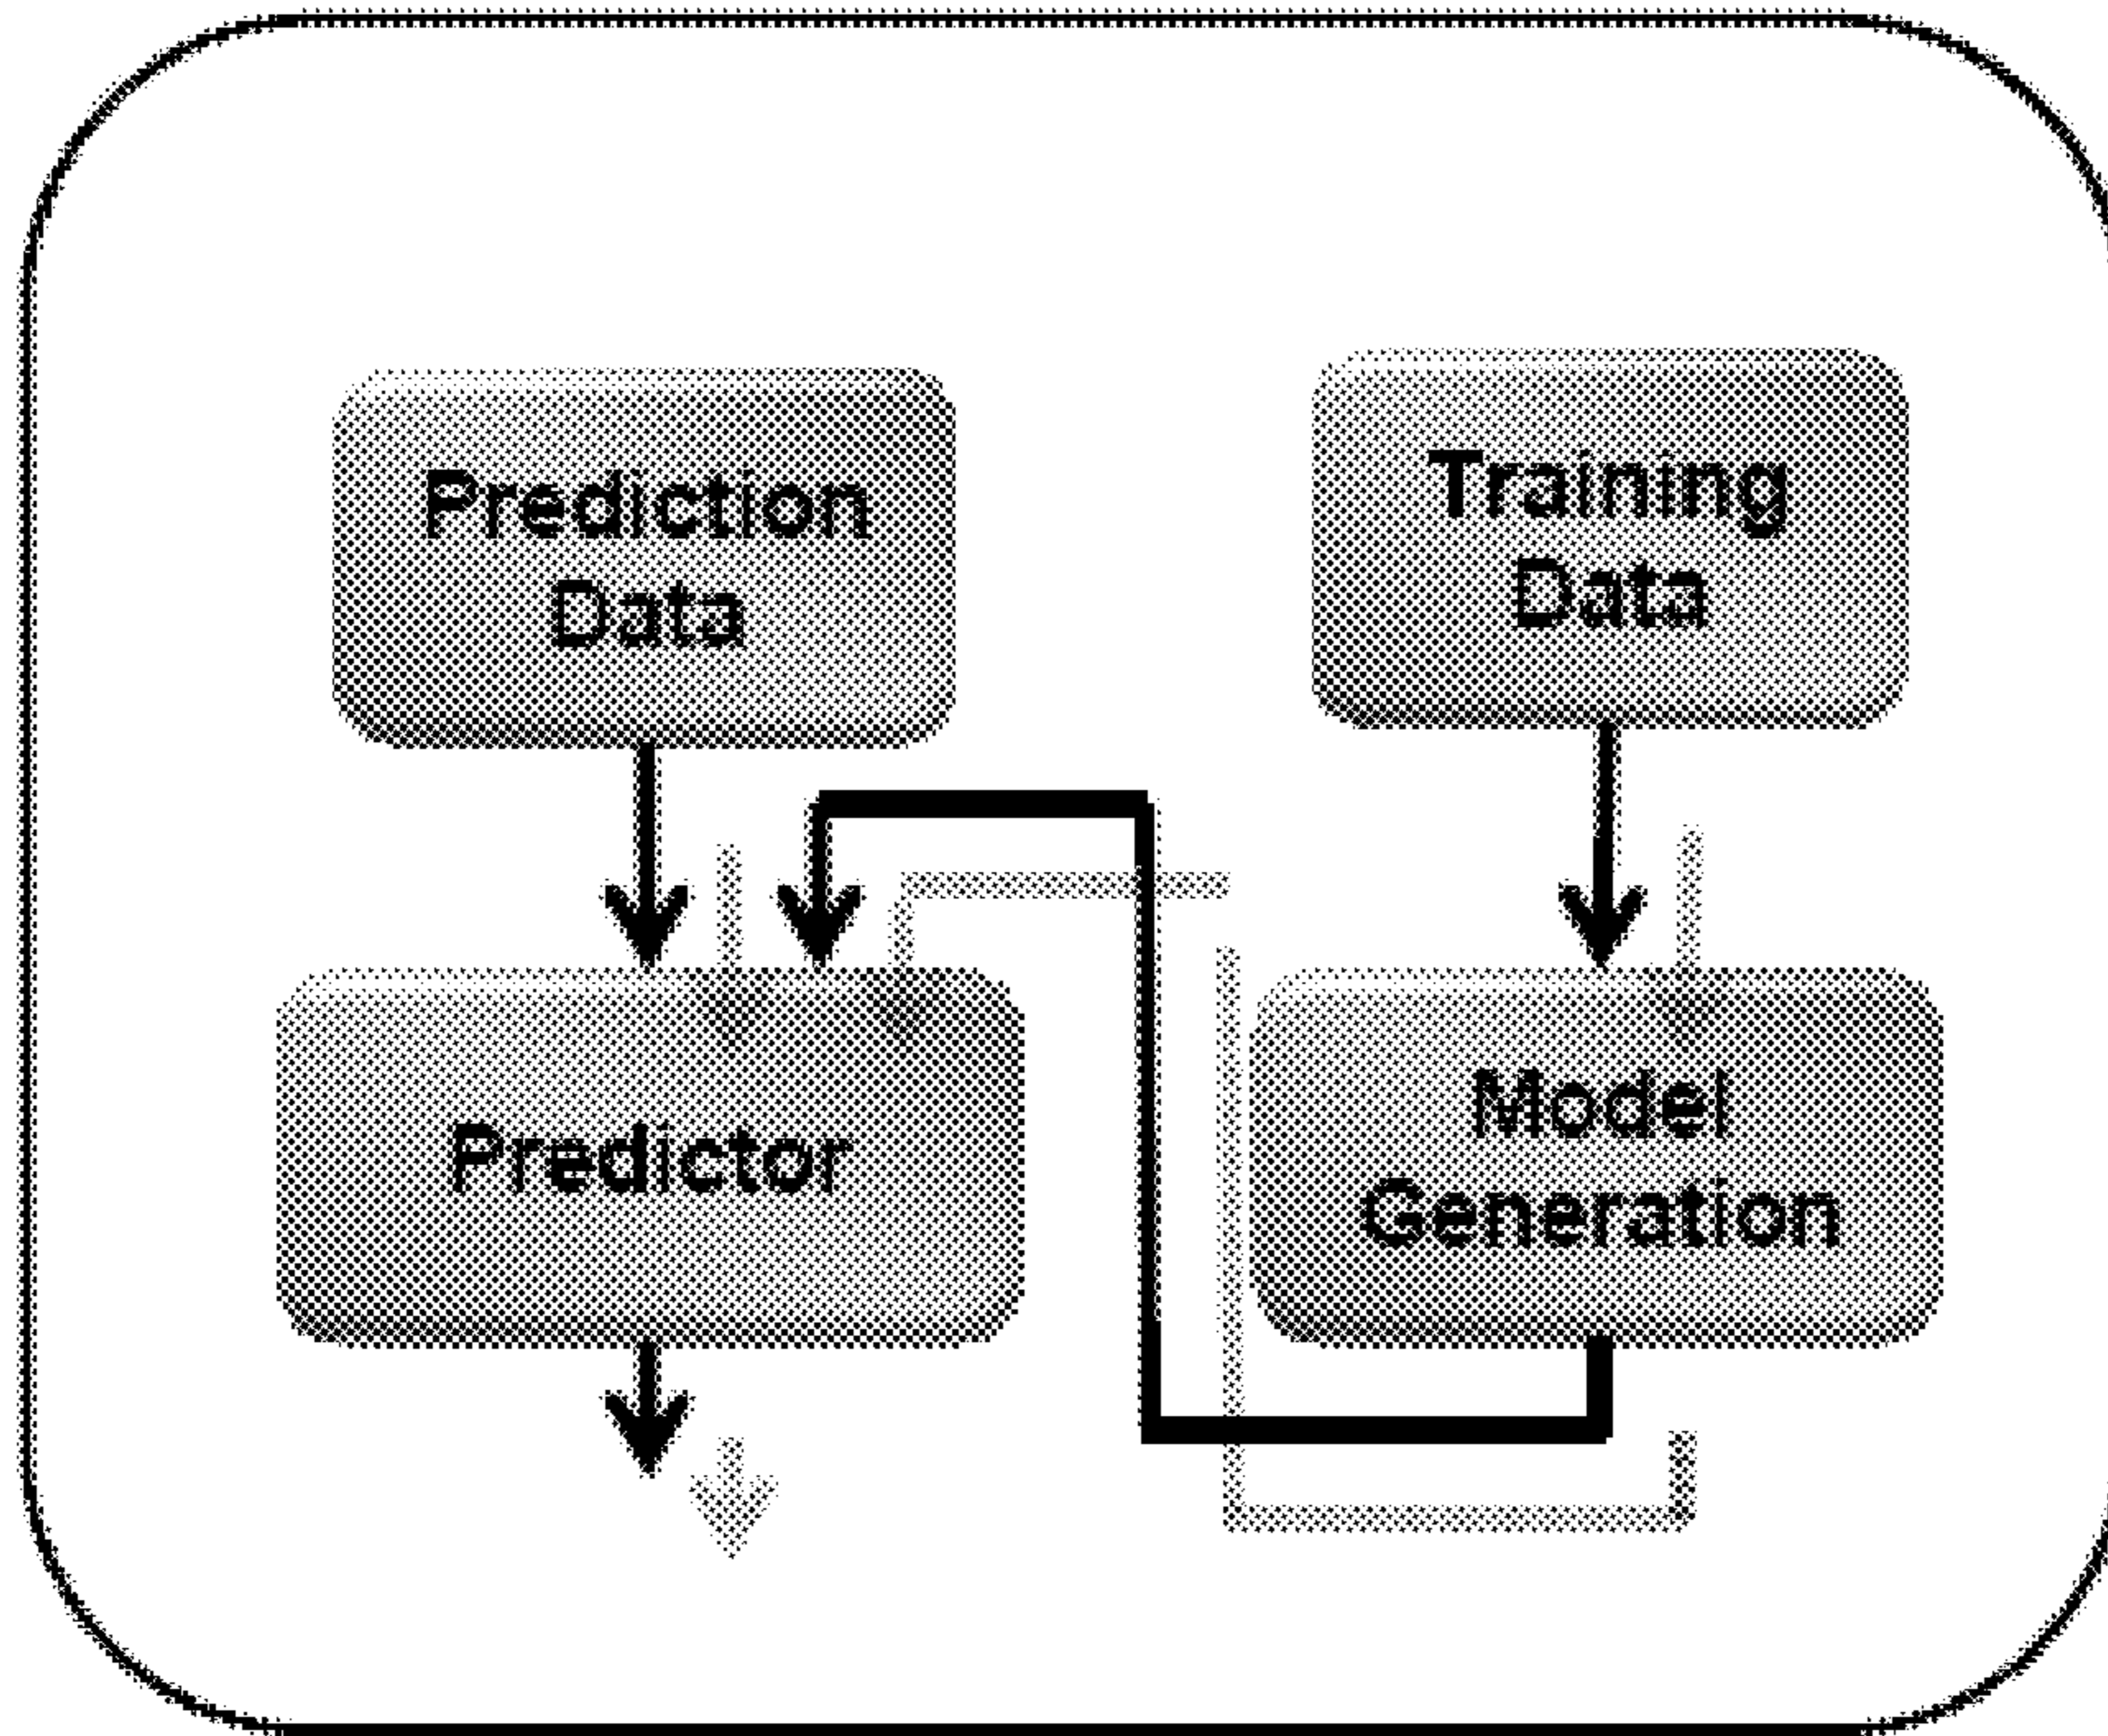 Prediction
Data
Training
Data
Predictor
Model
Generation